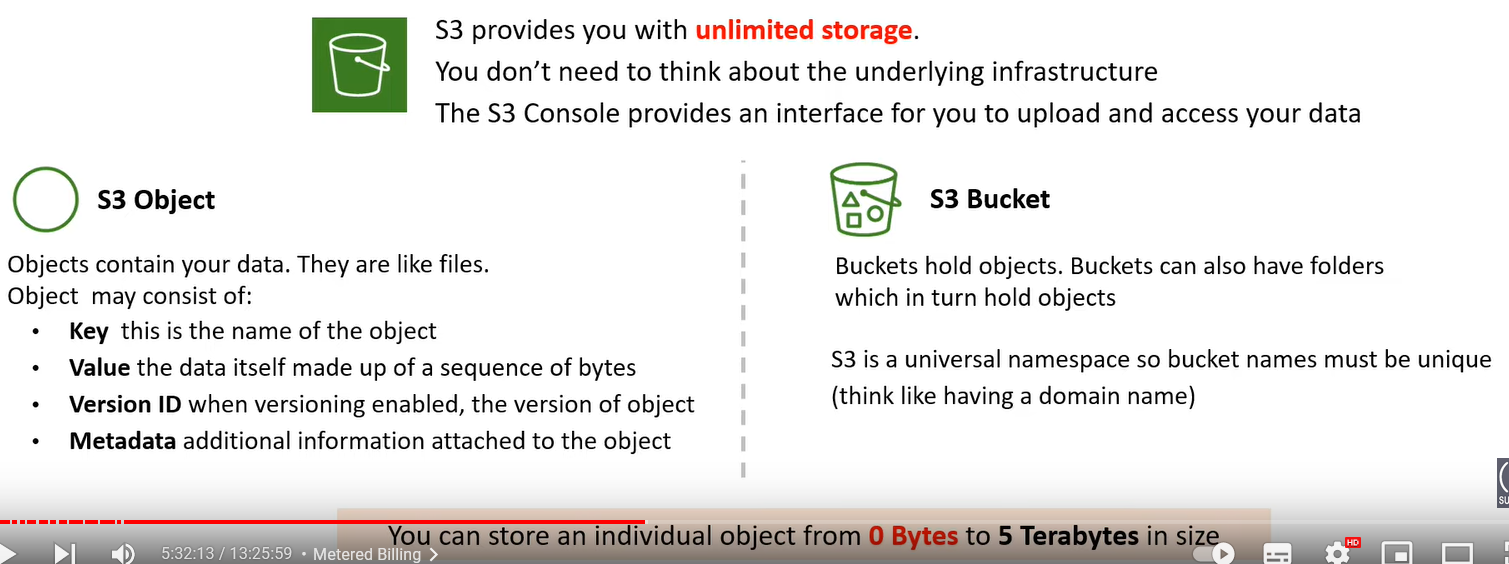 S3 provides you with unlimited storage.
You don’t need to think about the underlying infrastructure
The S3 Console provides an interface for you to upload and access your data
S3 Object
Objects contain your data. They are like files.
Object may consist of:
• Key this is the name of the object
• Value the data itself made up of a sequence of bytes
• Version ID when versioning enabled, the version of object
• Metadata additional information attached to the object
S3 Bucket
Buckets hold objects. Buckets can also have folders
which in turn hold objects
S3 is a universal namespace so bucket names must be unique
(think like having a domain name)
You can store an individual object from 0 Bytes to 5 Terabytes in size
5:32:13 / 13:25:59 • Metered Billing
HD